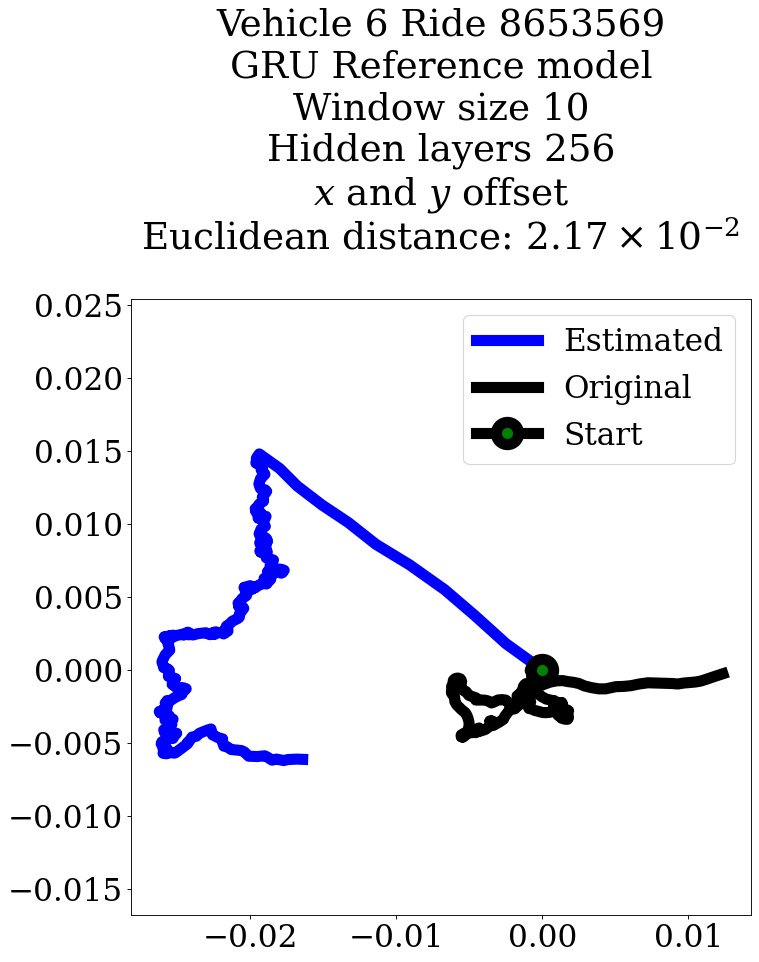 Vehicle 6 Ride 8653569
GRU Reference model
Window size 10
Hidden layers 256
x and y offset
Euclidean distance: 2.17 × 10⁻²
Estimated
Original
Start
0.025
0.020
0.015
0.010
0.005
0.000
−0.005
−0.010
−0.015
−0.02 −0.01 0.00 0.01